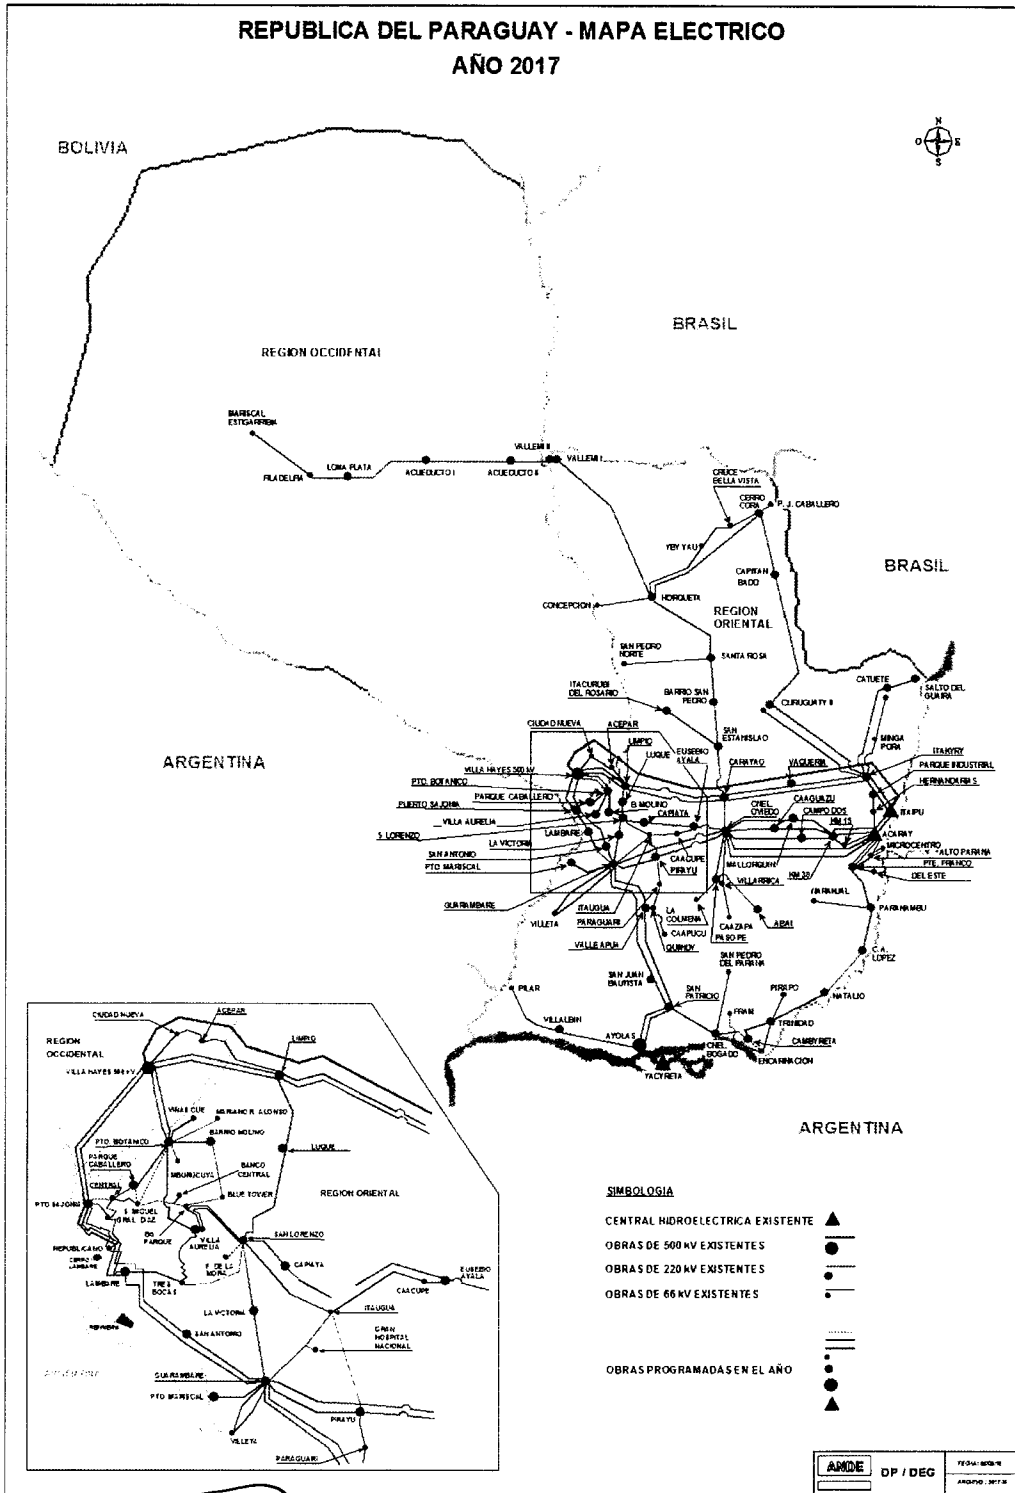 REPUBLICA DEL PARAGUAY - MAPA ELECTRICO
AÑO 2017
BOLIVIA
N
O
E
S
BRASIL
REGION OCCIDENTAL
MARISCAL
ESTIGARRIBIA
FILADELFIA
LOMA PLATA
ACUEDUCTO I
ACUEDUCTO II
VALLEMI II
VALLEMI I
CRUCE
BELLA VISTA
CERRO
CORA
P. J. CABALLERO
YBY YAU
BRASIL
CAPITAN
BADO
CONCEPCION
HORQUETA
REGION
ORIENTAL
SAN PEDRO
NORTE
SANTA ROSA
ITACURUBI
DEL ROSARIO
BARRIO SAN
PEDRO
CURUGUATY II
CATUETE
SALTO DEL
GUAIRA
CIUDAD NUEVA
ACEPAR
SAN
ESTANISLAO
MINGA
PORA
LIMPIO
LUQUE
EUSEBIO
AYALA
ITAKYRY
ARGENTINA
VILLA HAYES 500 kV
CARAYAO
VAQUERIA
PARQUE INDUSTRIAL
PTO. BOTANICO
HERNANDARIAS
PARQUE CABALLERO
PUERTO SAJONIA
B. MOLINO
CAPIATA
CNEL.
OVIEDO
CAAGUAZU
CAMPO DOS
ITAIPU
VILLA AURELIA
LAMBARE
ACARAY
S. LORENZO
LA VICTORIA
MICROCENTRO
SAN ANTONIO
CAACUPE
MALLORQUIN
ALTO PARANA
PTO MARISCAL
PIRAYU
PTE. FRANCO
VILLARRICA
KM 30
DEL ESTE
GUARAMBARE
ITAUGUA
LA
COLMENA
NARANJAL
VILLETA
PARAGUARI
CAAZAPA
ABAI
PARANAMBU
CAAPUCU
PASO PE
VALLE APUA
QUIINDY
C.A.
LOPEZ
SAN PEDRO
DEL PARANA
SAN JUAN
BAUTISTA
PIRAPO
PILAR
SAN
PATRICIO
NATALIO
FRAM
VILLALBIN
TRINIDAD
AYOLAS
CNEL.
BOGADO
CAMBYRETA
ENCARNACION
YACYRETA
ARGENTINA
CIUDAD NUEVA
ACEPAR
REGION
OCCIDENTAL
LIMPIO
VILLA HAYES 500 kV
VIÑAS CUE
MARIANO R. ALONSO
BARRIO MOLINO
PTO. BOTANICO
LUQUE
PARQUE
CABALLERO
BANCO
CENTRAL
MBURUCUYA
CENTRAL
REGION ORIENTAL
BLUE TOWER
PTO SAJONIA
S. MIGUEL
GRAL. DIAZ
PARQUE
VILLA
AURELIA
SAN LORENZO
REPUBLICANO
F. DE LA
MORA
CERRO
LAMBARE
CAPIATA
LAMBARE
TRES
BOCAS
EUSEBIO
AYALA
CAACUPE
LA VICTORIA
ITAUGUA
SAN ANTONIO
GRAN
HOSPITAL
NACIONAL
GUARAMBARE
PTO MARISCAL
PIRAYU
VILLETA
PARAGUARI
SIMBOLOGIA
CENTRAL HIDROELECTRICA EXISTENTE
OBRAS DE 500 kV EXISTENTES
OBRAS DE 220 kV EXISTENTES
OBRAS DE 66 kV EXISTENTES
OBRAS PROGRAMADAS EN EL AÑO
ANDE
DP / DEG